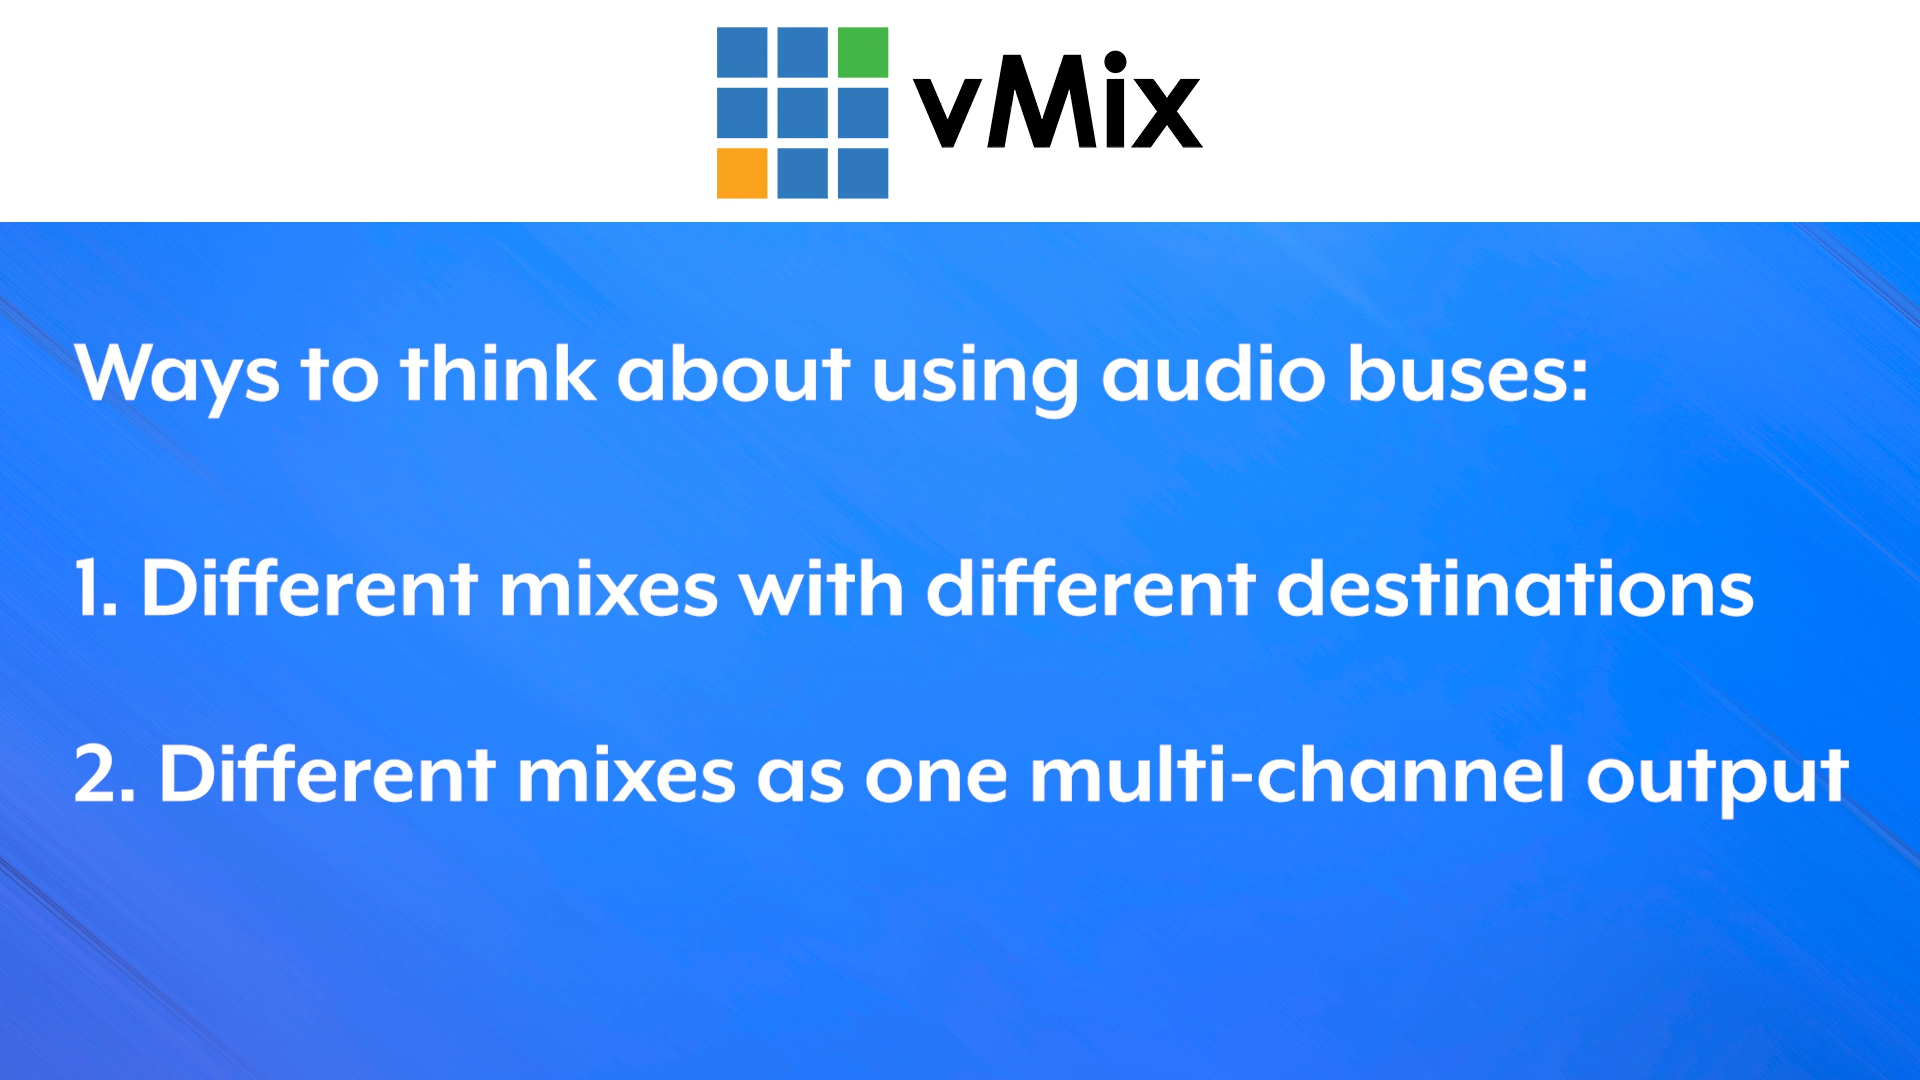 vMix
Ways to think about using audio buses:
1. Different mixes with different destinations
2. Different mixes as one multi-channel output